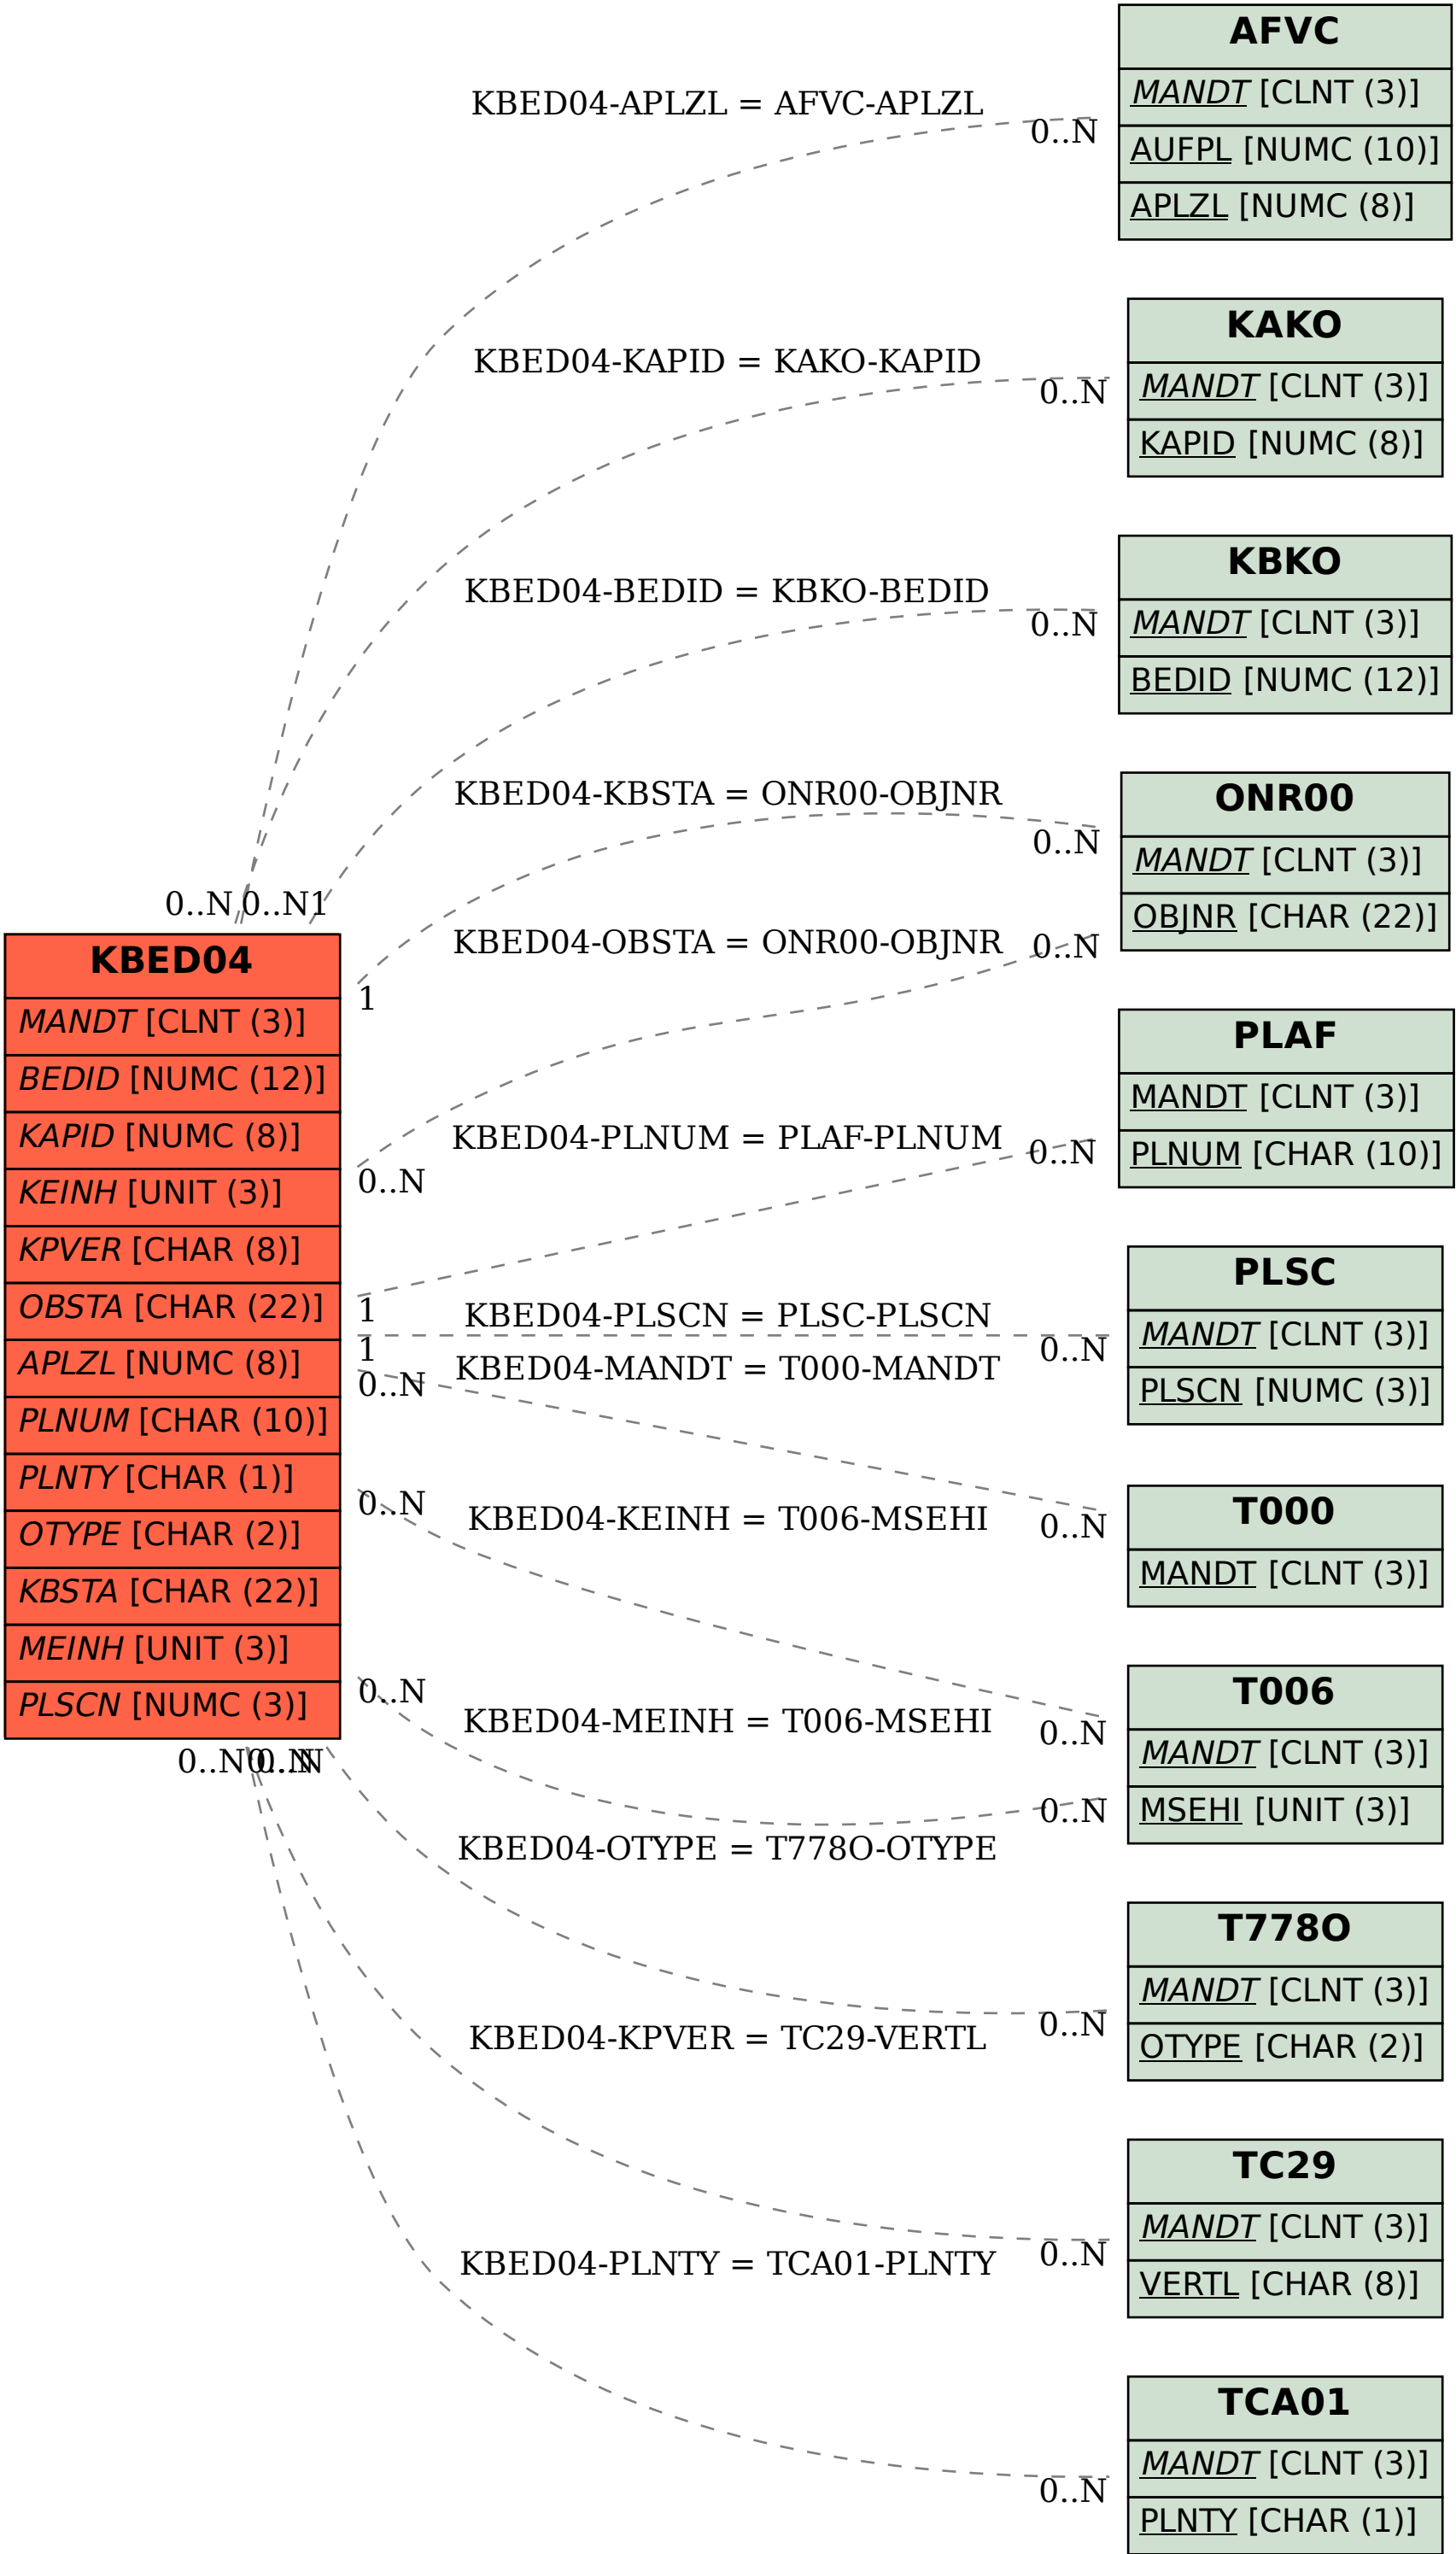 AFVC
MANDT [CLNT (3)]
AUFPL [NUMC (10)]
APLZL [NUMC (8)]
KBED04-APLZL = AFVC-APLZL
0..N
KAKO
MANDT [CLNT (3)]
KAPID [NUMC (8)]
KBED04-KAPID = KAKO-KAPID
0..N
KBKO
MANDT [CLNT (3)]
BEDID [NUMC (12)]
KBED04-BEDID = KBKO-BEDID
0..N
ONR00
MANDT [CLNT (3)]
OBJNR [CHAR (22)]
KBED04-KBSTA = ONR00-OBJNR
0..N
KBED04-OBSTA = ONR00-OBJNR
0..N
0..N
0..N
1
KBED04
MANDT [CLNT (3)]
BEDID [NUMC (12)]
KAPID [NUMC (8)]
KEINH [UNIT (3)]
KPVER [CHAR (8)]
OBSTA [CHAR (22)]
APLZL [NUMC (8)]
PLNUM [CHAR (10)]
PLNTY [CHAR (1)]
OTYPE [CHAR (2)]
KBSTA [CHAR (22)]
MEINH [UNIT (3)]
PLSCN [NUMC (3)]
1
0..N
1
1
0..N
0..N
0..N
0..N
0..N
0..N
PLAF
MANDT [CLNT (3)]
PLNUM [CHAR (10)]
KBED04-PLNUM = PLAF-PLNUM
0..N
PLSC
MANDT [CLNT (3)]
PLSCN [NUMC (3)]
KBED04-PLSCN = PLSC-PLSCN
0..N
KBED04-MANDT = T000-MANDT
T000
MANDT [CLNT (3)]
0..N
KBED04-KEINH = T006-MSEHI
T006
MANDT [CLNT (3)]
MSEHI [UNIT (3)]
0..N
KBED04-MEINH = T006-MSEHI
0..N
KBED04-OTYPE = T778O-OTYPE
T778O
MANDT [CLNT (3)]
OTYPE [CHAR (2)]
0..N
KBED04-KPVER = TC29-VERTL
TC29
MANDT [CLNT (3)]
VERTL [CHAR (8)]
0..N
KBED04-PLNTY = TCA01-PLNTY
TCA01
MANDT [CLNT (3)]
PLNTY [CHAR (1)]
0..N